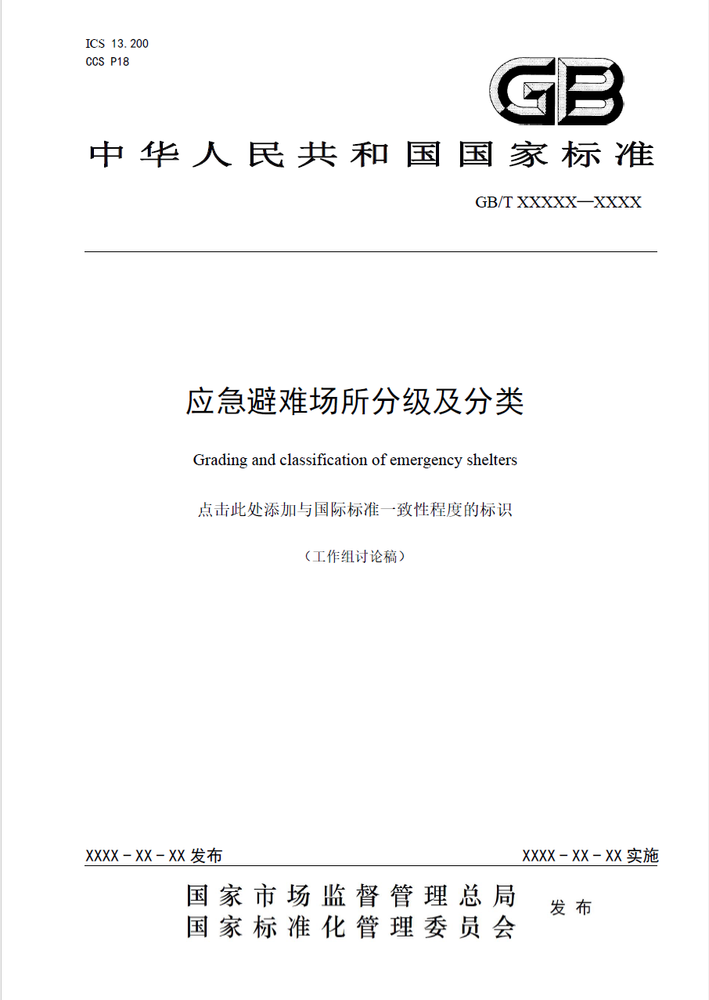 ICS 13.200
CCS P18
GB
中华人民共和国国家标准
GB/T XXXXX—XXXX
应急避难场所分级及分类
Grading and classification of emergency shelters
点击此处添加与国际标准一致性程度的标识
（工作组讨论稿）
XXXX-XX-XX 发布
XXXX-XX-XX 实施
国家市场监督管理总局
国家标准化管理委员会
发布